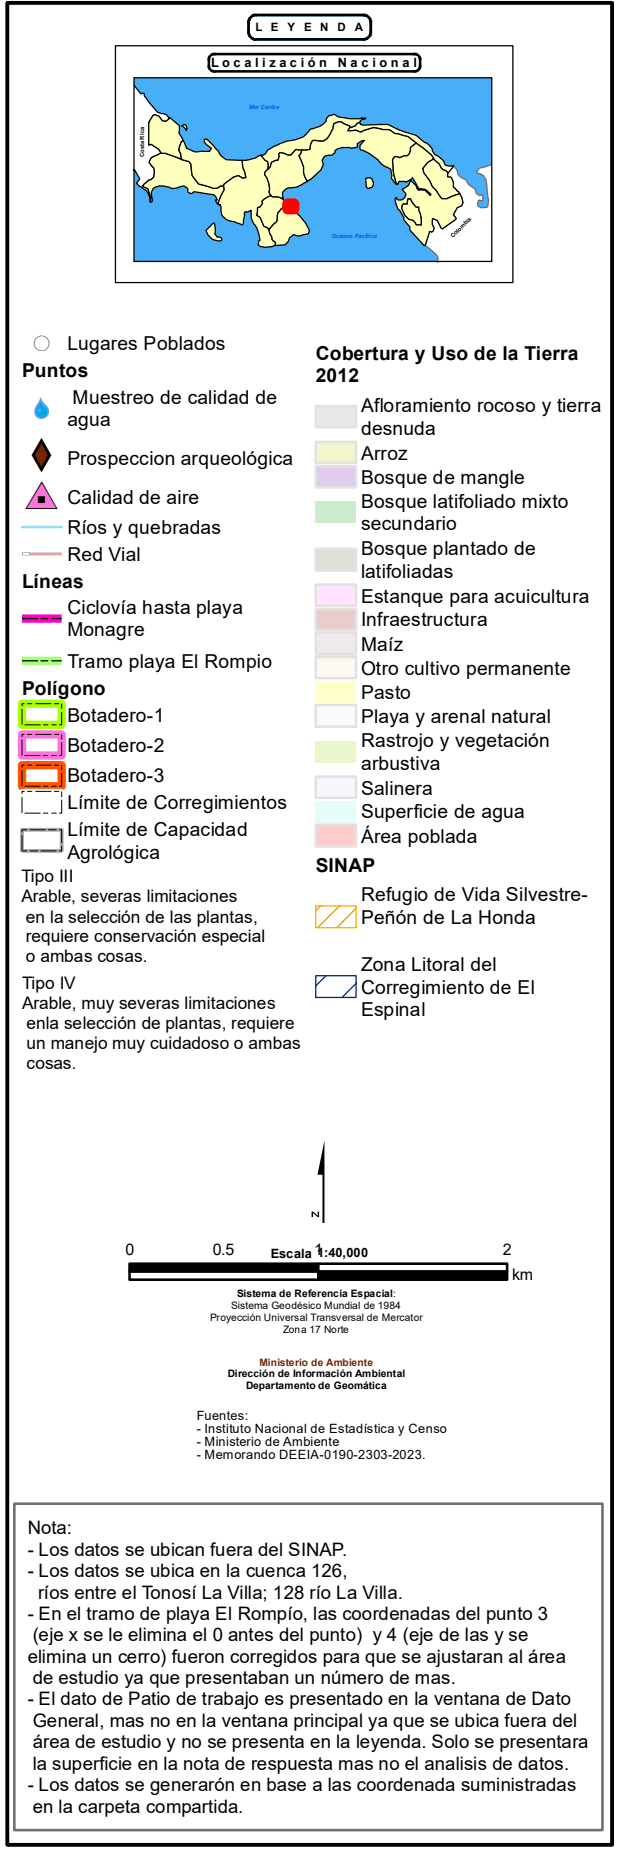 L E Y E N D A
Localización Nacional
Mar Caribe
Costa Rica
Océano Pacífico
Colombia
Lugares Poblados
Puntos
Muestreo de calidad de
agua
Prospeccion arqueológica
Calidad de aire
Ríos y quebradas
Red Vial
Líneas
Ciclovía hasta playa
Monagre
Tramo playa El Rompio
Polígono
Botadero-1
Botadero-2
Botadero-3
Límite de Corregimientos
Límite de Capacidad
Agrológica
Tipo III
Arable, severas limitaciones
en la selección de las plantas,
requiere conservación especial
o ambas cosas.
Tipo IV
Arable, muy severas limitaciones
enla selección de plantas, requiere
un manejo muy cuidadoso o ambas
cosas.
Cobertura y Uso de la Tierra
2012
Afloramiento rocoso y tierra
desnuda
Arroz
Bosque de mangle
Bosque latifoliado mixto
secundario
Bosque plantado de
latifoliadas
Estanque para acuicultura
Infraestructura
Maíz
Otro cultivo permanente
Pasto
Playa y arenal natural
Rastrojo y vegetación
arbustiva
Salinera
Superficie de agua
Área poblada
SINAP
Refugio de Vida Silvestre-
Peñón de La Honda
Zona Litoral del
Corregimiento de El
Espinal
N
0 0.5 1 2
Escala 1:40,000
km
Sistema de Referencia Espacial:
Sistema Geodésico Mundial de 1984
Proyección Universal Transversal de Mercator
Zona 17 Norte
Ministerio de Ambiente
Dirección de Información Ambiental
Departamento de Geomática
Fuentes:
- Instituto Nacional de Estadística y Censo
- Ministerio de Ambiente
- Memorando DEEIA-0190-2303-2023.
Nota:
- Los datos se ubican fuera del SINAP.
- Los datos se ubica en la cuenca 126,
ríos entre el Tonosí La Villa; 128 río La Villa.
- En el tramo de playa El Rompío, las coordenadas del punto 3
(eje x se le elimina el 0 antes del punto) y 4 (eje de las y se
elimina un cerro) fueron corregidos para que se ajustaran al área
de estudio ya que presentaban un número de mas.
- El dato de Patio de trabajo es presentado en la ventana de Dato
General, mas no en la ventana principal ya que se ubica fuera del
área de estudio y no se presenta en la leyenda. Solo se presentara
la superficie en la nota de respuesta mas no el analisis de datos.
- Los datos se generarón en base a las coordenada suministradas
en la carpeta compartida.